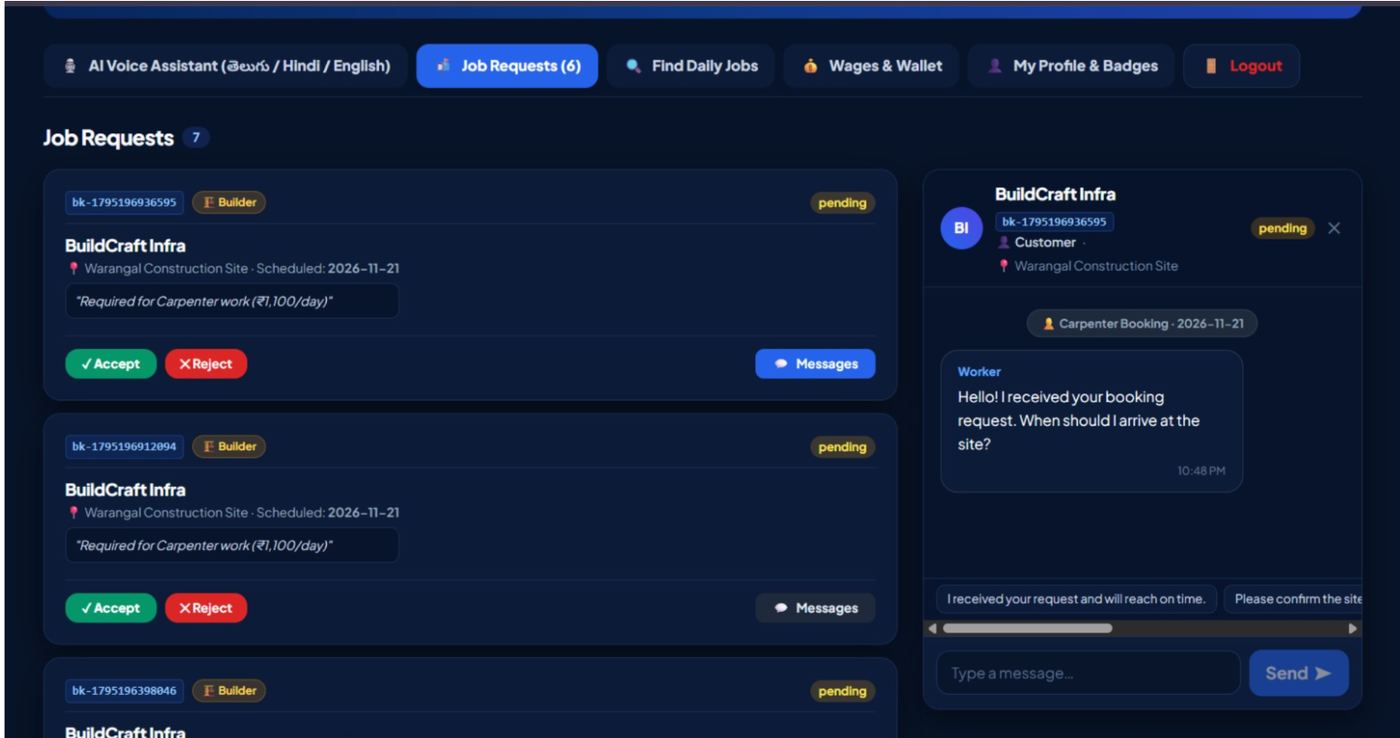 AI Voice Assistant (తెలుగు / Hindi / English)
Job Requests (6)
Find Daily Jobs
Wages & Wallet
My Profile & Badges
Logout
Job Requests 7
bk-1795196936595 Builder pending
BuildCraft Infra
Warangal Construction Site · Scheduled: 2026-11-21
"Required for Carpenter work (₹1,100/day)"
✓ Accept ✕ Reject Messages
bk-1795196912094 Builder pending
BuildCraft Infra
Warangal Construction Site · Scheduled: 2026-11-21
"Required for Carpenter work (₹1,100/day)"
✓ Accept ✕ Reject Messages
bk-1795196398046 Builder pending
BuildCraft Infra
BI
BuildCraft Infra
bk-1795196936595
Customer ·
Warangal Construction Site
pending ✕
Carpenter Booking · 2026-11-21
Worker
Hello! I received your booking
request. When should I arrive at the
site?
10:48 PM
I received your request and will reach on time.
Please confirm the site
Type a message...
Send ➤